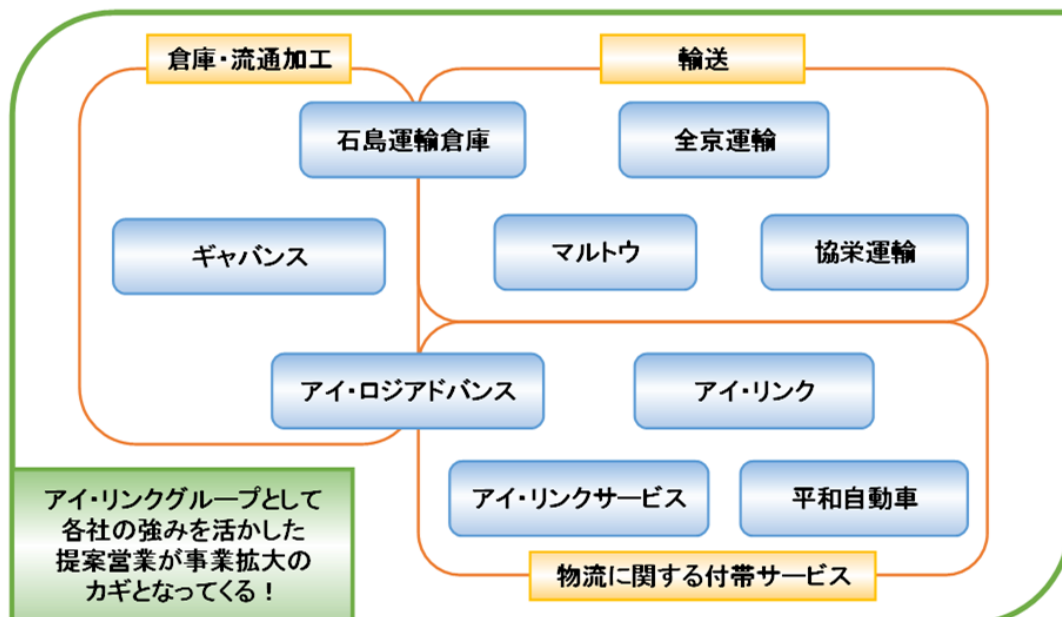 倉庫・流通加工
輸送
石島運輸倉庫
全京運輸
ギャバンス
マルトウ
協栄運輸
アイ・ロジアドバンス
アイ・リンク
アイ・リンクサービス
平和自動車
物流に関する付帯サービス
アイ・リンクグループとして
各社の強みを活かした
提案営業が事業拡大の
カギとなってくる！